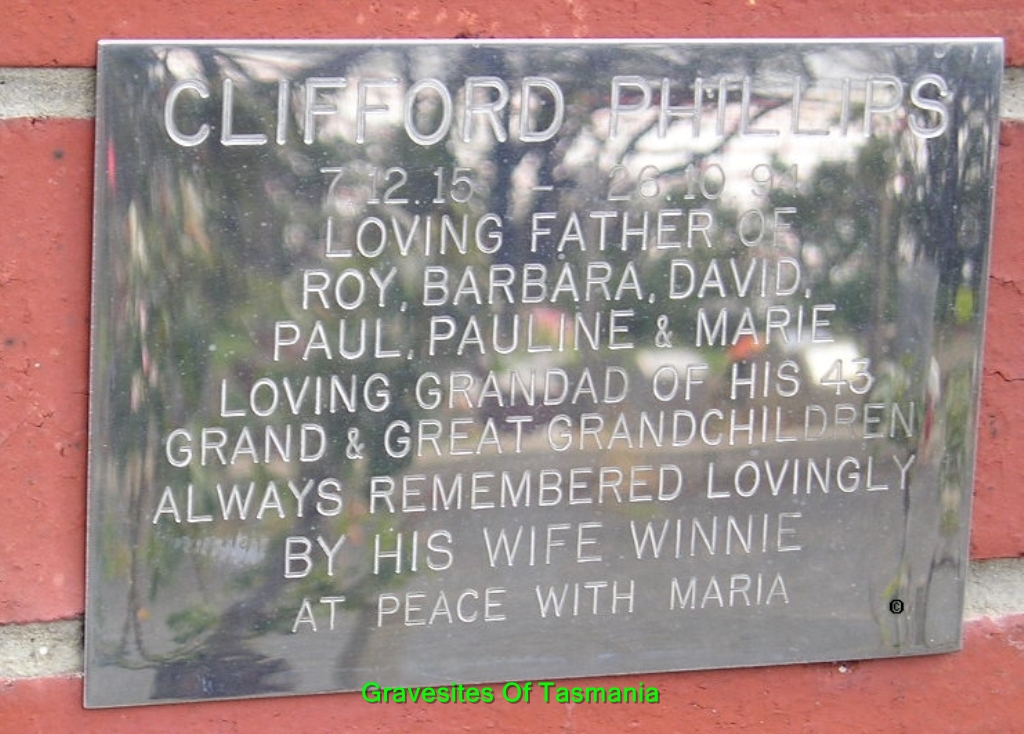 CLIFFORD PHILLIPS
7.12.15 - 26.10.94
LOVING FATHER OF
ROY, BARBARA, DAVID,
PAUL, PAULINE & MARIE
LOVING GRANDAD OF HIS 43
GRAND & GREAT GRANDCHILDREN
ALWAYS REMEMBERED LOVINGLY
BY HIS WIFE WINNIE
AT PEACE WITH MARIA
©
Gravesites Of Tasmania